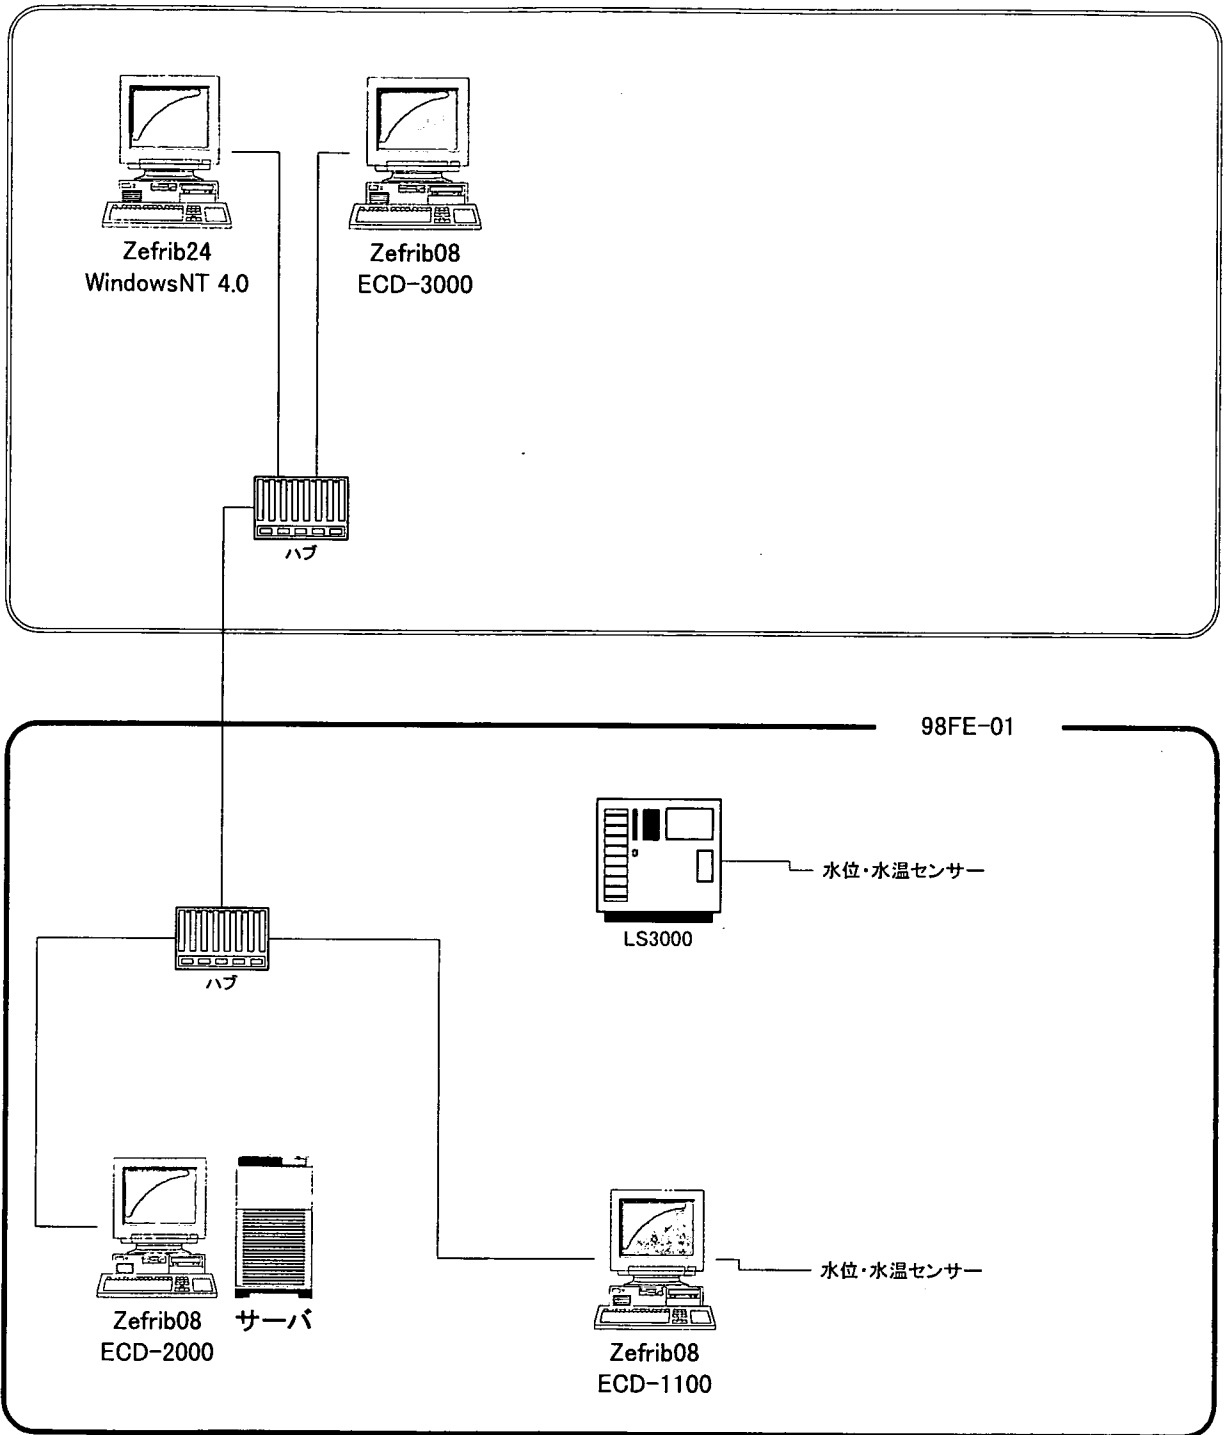 Zefrib24
WindowsNT 4.0
Zefrib08
ECD-3000
ハブ
98FE-01
水位・水温センサー
LS3000
ハブ
Zefrib08
ECD-2000
サーバ
水位・水温センサー
Zefrib08
ECD-1100